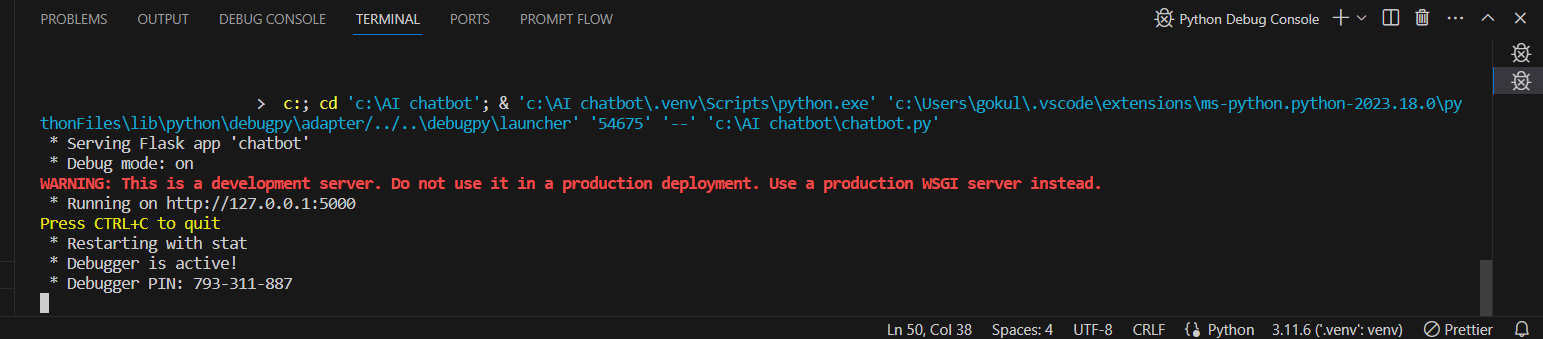 PROBLEMS OUTPUT DEBUG CONSOLE TERMINAL PORTS PROMPT FLOW Python Debug Console
> c:; cd 'c:\AI chatbot'; & 'c:\AI chatbot\.venv\Scripts\python.exe' 'c:\Users\gokul\.vscode\extensions\ms-python.python-2023.18.0\py
thonFiles\lib\python\debugpy\adapter/../..\debugpy\launcher' '54675' '--' 'c:\AI chatbot\chatbot.py'
* Serving Flask app 'chatbot'
* Debug mode: on
WARNING: This is a development server. Do not use it in a production deployment. Use a production WSGI server instead.
* Running on http://127.0.0.1:5000
Press CTRL+C to quit
* Restarting with stat
* Debugger is active!
* Debugger PIN: 793-311-887
Ln 50, Col 38 Spaces: 4 UTF-8 CRLF Python 3.11.6 ('.venv': venv) Prettier